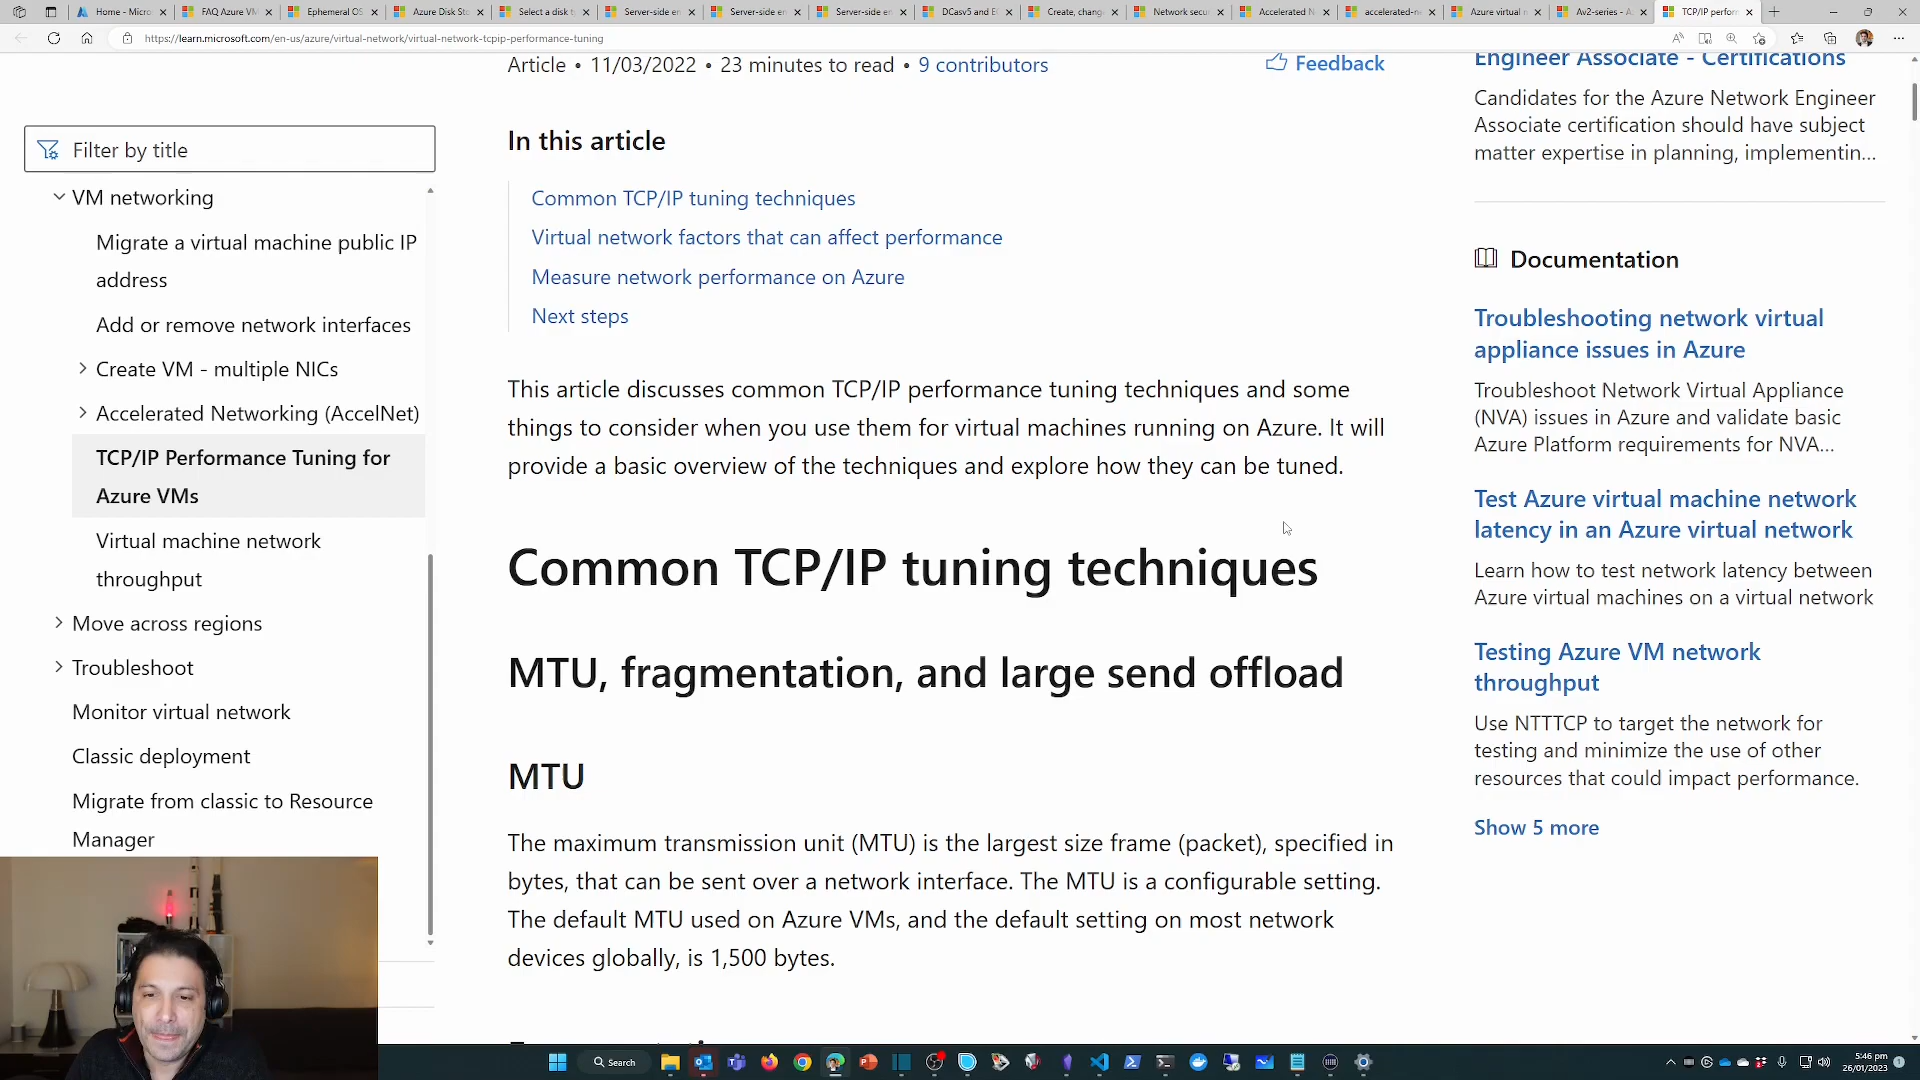 Home - Micro
FAQ Azure VM
Ephemeral OS
Azure Disk Sto
Select a disk ty
Server-side en
Server-side en
Server-side en
DCasv5 and E
Create, chang
Network secu
Accelerated N
accelerated-n
Azure virtual n
Av2-series - A
TCP/IP perfor
https://learn.microsoft.com/en-us/azure/virtual-network/virtual-network-tcpip-performance-tuning
Filter by title
VM networking
Migrate a virtual machine public IP
address
Add or remove network interfaces
Create VM - multiple NICs
Accelerated Networking (AccelNet)
TCP/IP Performance Tuning for
Azure VMs
Virtual machine network
throughput
Move across regions
Troubleshoot
Monitor virtual network
Classic deployment
Migrate from classic to Resource
Manager
Article • 11/03/2022 • 23 minutes to read • 9 contributors
Feedback
In this article
Common TCP/IP tuning techniques
Virtual network factors that can affect performance
Measure network performance on Azure
Next steps
This article discusses common TCP/IP performance tuning techniques and some
things to consider when you use them for virtual machines running on Azure. It will
provide a basic overview of the techniques and explore how they can be tuned.
Common TCP/IP tuning techniques
MTU, fragmentation, and large send offload
MTU
The maximum transmission unit (MTU) is the largest size frame (packet), specified in
bytes, that can be sent over a network interface. The MTU is a configurable setting.
The default MTU used on Azure VMs, and the default setting on most network
devices globally, is 1,500 bytes.
Engineer Associate - Certifications
Candidates for the Azure Network Engineer
Associate certification should have subject
matter expertise in planning, implementin...
Documentation
Troubleshooting network virtual
appliance issues in Azure
Troubleshoot Network Virtual Appliance
(NVA) issues in Azure and validate basic
Azure Platform requirements for NVA...
Test Azure virtual machine network
latency in an Azure virtual network
Learn how to test network latency between
Azure virtual machines on a virtual network
Testing Azure VM network
throughput
Use NTTTCP to target the network for
testing and minimize the use of other
resources that could impact performance.
Show 5 more
Search
5:46 pm
26/01/2023